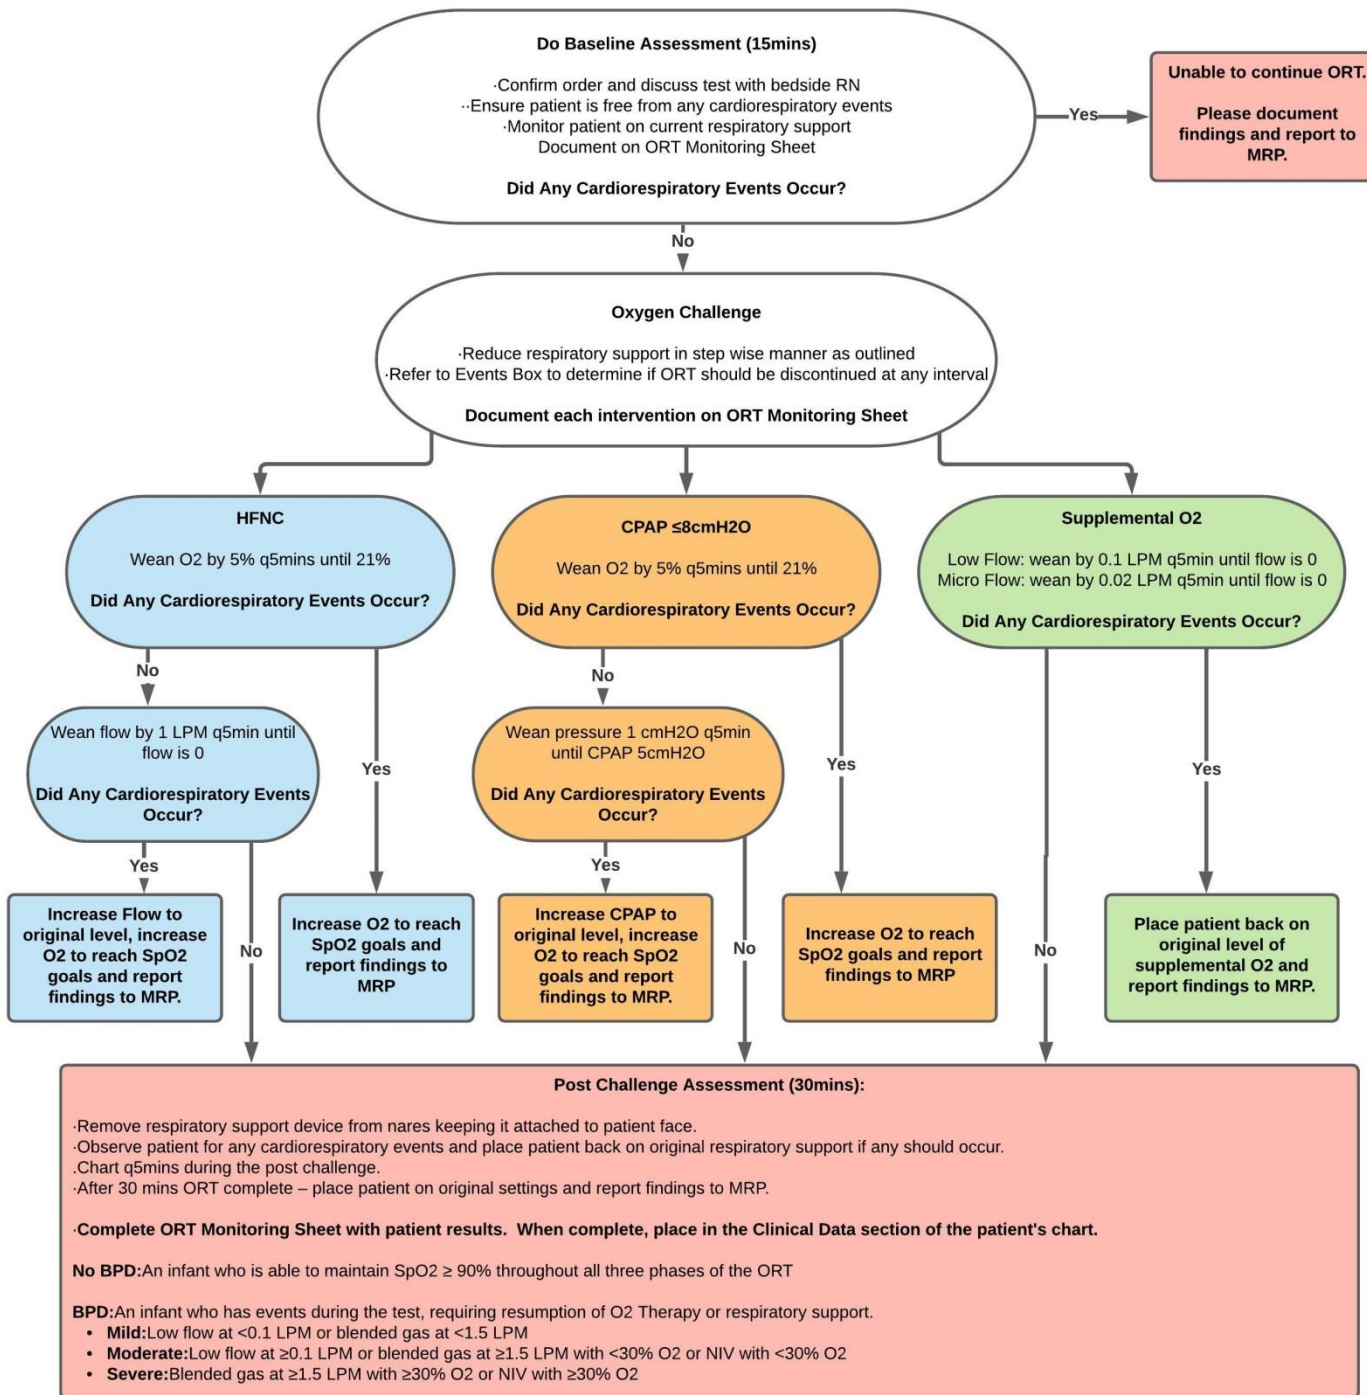 Do Baseline Assessment (15mins)
·Confirm order and discuss test with bedside RN
··Ensure patient is free from any cardiorespiratory events
·Monitor patient on current respiratory support
Document on ORT Monitoring Sheet
Did Any Cardiorespiratory Events Occur?
Yes
Unable to continue ORT.
Please document
findings and report to
MRP.
No
Oxygen Challenge
·Reduce respiratory support in step wise manner as outlined
·Refer to Events Box to determine if ORT should be discontinued at any interval
Document each intervention on ORT Monitoring Sheet
HFNC
Wean O2 by 5% q5mins until 21%
Did Any Cardiorespiratory Events Occur?
CPAP ≤8cmH2O
Wean O2 by 5% q5mins until 21%
Did Any Cardiorespiratory Events Occur?
Supplemental O2
Low Flow: wean by 0.1 LPM q5min until flow is 0
Micro Flow: wean by 0.02 LPM q5min until flow is 0
Did Any Cardiorespiratory Events Occur?
No
Wean flow by 1 LPM q5min until
flow is 0
Did Any Cardiorespiratory Events
Occur?
Yes
No
Wean pressure 1 cmH2O q5min
until CPAP 5cmH2O
Did Any Cardiorespiratory Events
Occur?
Yes
Yes
Yes
No
Yes
No
No
Increase Flow to
original level, increase
O2 to reach SpO2
goals and report
findings to MRP.
Increase O2 to reach
SpO2 goals and
report findings to
MRP
Increase CPAP to
original level, increase
O2 to reach SpO2
goals and report
findings to MRP.
Increase O2 to reach
SpO2 goals and report
findings to MRP
Place patient back on
original level of
supplemental O2 and
report findings to MRP.
Post Challenge Assessment (30mins):
·Remove respiratory support device from nares keeping it attached to patient face.
·Observe patient for any cardiorespiratory events and place patient back on original respiratory support if any should occur.
.Chart q5mins during the post challenge.
·After 30 mins ORT complete – place patient on original settings and report findings to MRP.
·Complete ORT Monitoring Sheet with patient results. When complete, place in the Clinical Data section of the patient's chart.
No BPD:An infant who is able to maintain SpO2 ≥ 90% throughout all three phases of the ORT
BPD:An infant who has events during the test, requiring resumption of O2 Therapy or respiratory support.
• Mild:Low flow at <0.1 LPM or blended gas at <1.5 LPM
• Moderate:Low flow at ≥0.1 LPM or blended gas at ≥1.5 LPM with <30% O2 or NIV with <30% O2
• Severe:Blended gas at ≥1.5 LPM with ≥30% O2 or NIV with ≥30% O2